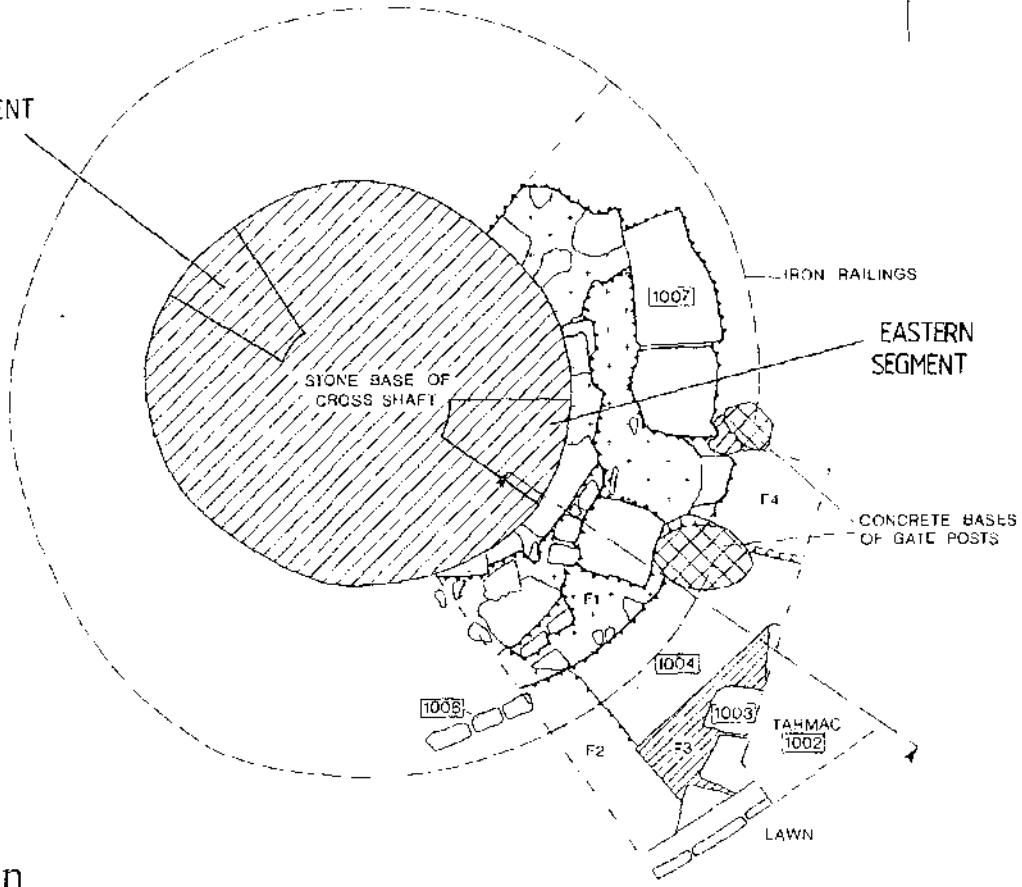 ENT
IRON RAILINGS
1007
EASTERN
SEGMENT
STONE BASE OF
CROSS SHAFT
F4
CONCRETE BASES
OF GATE POSTS
F1
1004
1006
1003
TARMAC
1002
F2
F3
LAWN
n